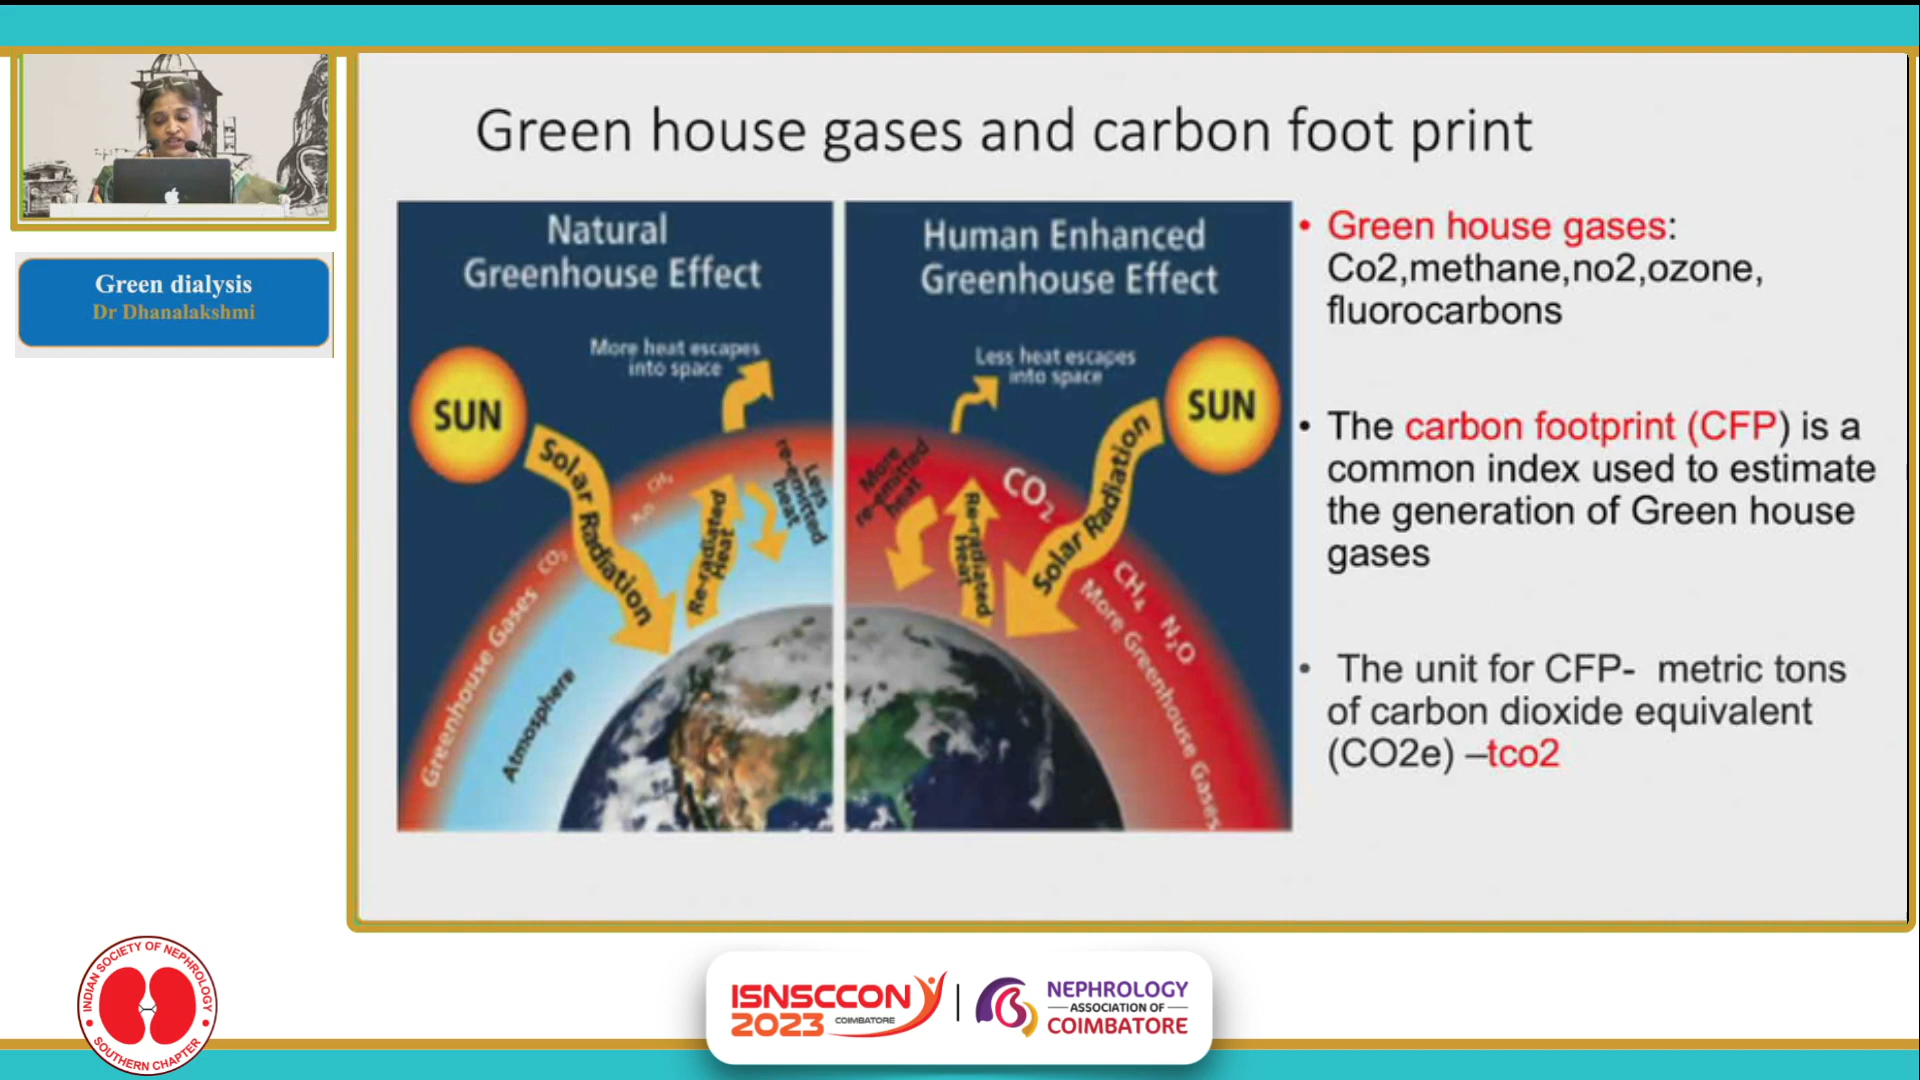 Green dialysis
Dr Dhanalakshmi
Green house gases and carbon foot print
Natural
Greenhouse Effect
More heat escapes
into space
SUN
Solar Radiation
Re-radiated
Heat
Less
re-emitted
heat
CH₄
CO₂
Greenhouse Gases
Atmosphere
Human Enhanced
Greenhouse Effect
Less heat escapes
into space
SUN
Solar Radiation
More
re-emitted
heat
Re-radiated
Heat
CO₂
CH₄
N₂O
More Greenhouse Gases
• Green house gases:
Co2,methane,no2,ozone,
fluorocarbons
• The carbon footprint (CFP) is a
common index used to estimate
the generation of Green house
gases
• The unit for CFP- metric tons
of carbon dioxide equivalent
(CO2e) –tco2
INDIAN SOCIETY OF NEPHROLOGY
SOUTHERN CHAPTER
ISNSCCON
2023 COIMBATORE
NEPHROLOGY
ASSOCIATION OF
COIMBATORE